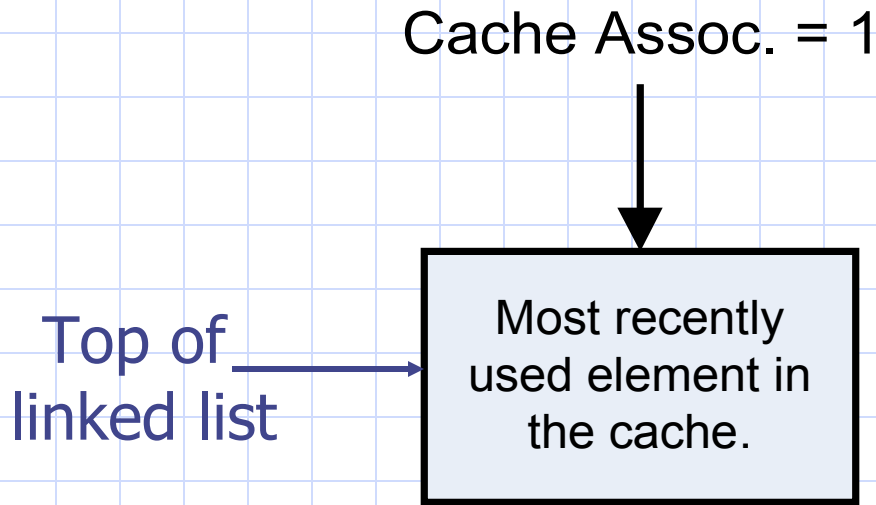 Cache Assoc. = 1
Top of
linked list
Most recently
used element in
the cache.